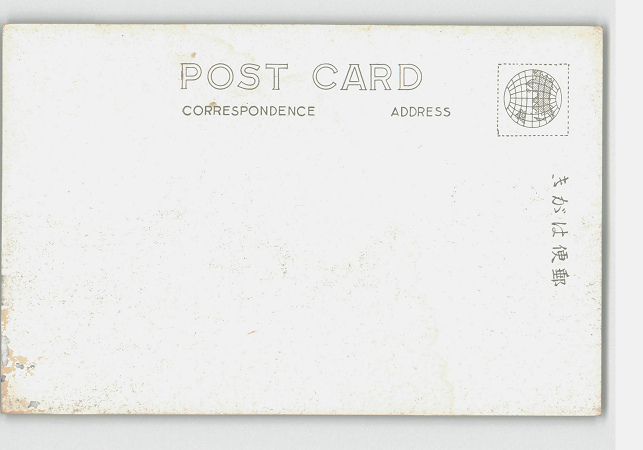 POST CARD
CORRESPONDENCE
ADDRESS
きがは便郵